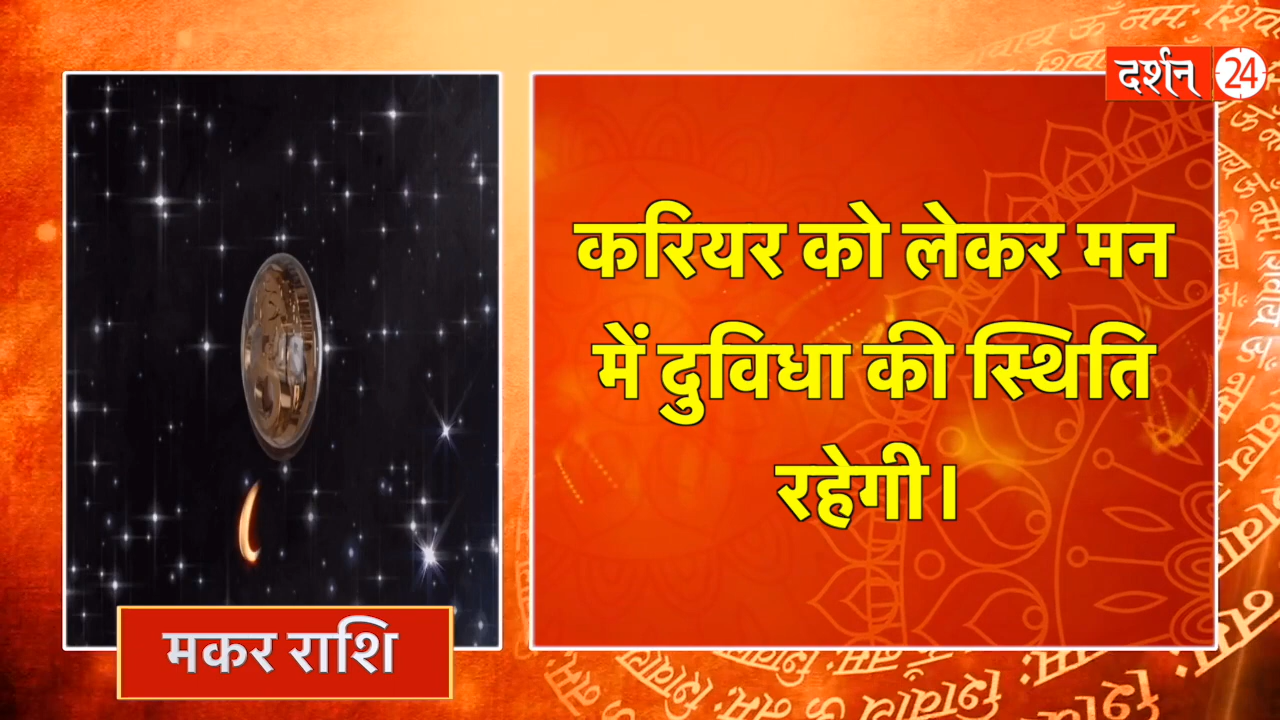 दर्शन 24
करियर को लेकर मन
में दुविधा की स्थिति
रहेगी।
मकर राशि